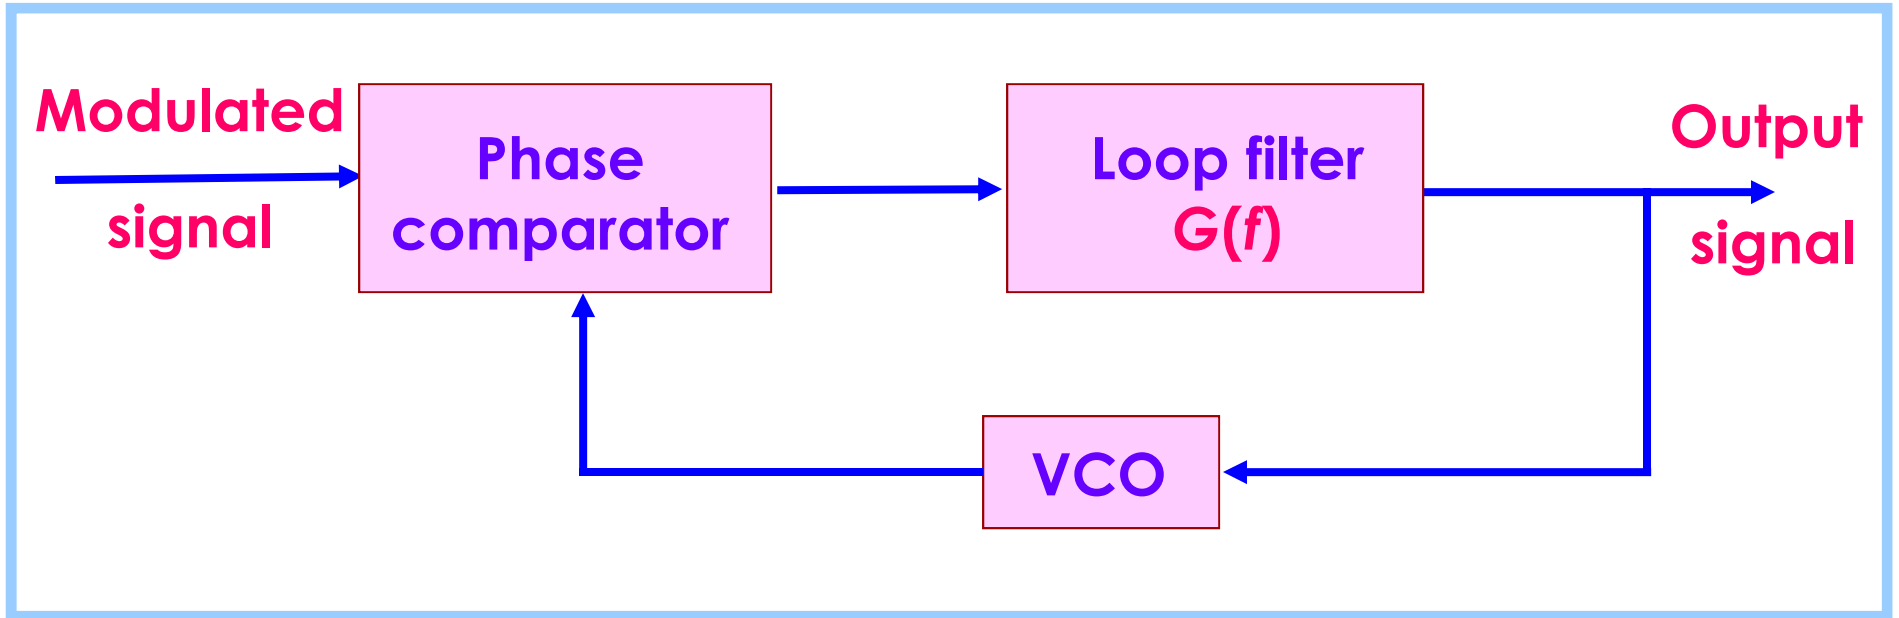 Modulated
signal
Phase
comparator
Loop filter
G(f)
Output
signal
VCO